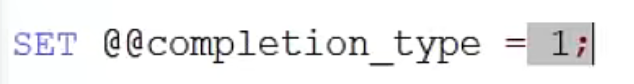 SET @@completion_type = 1;